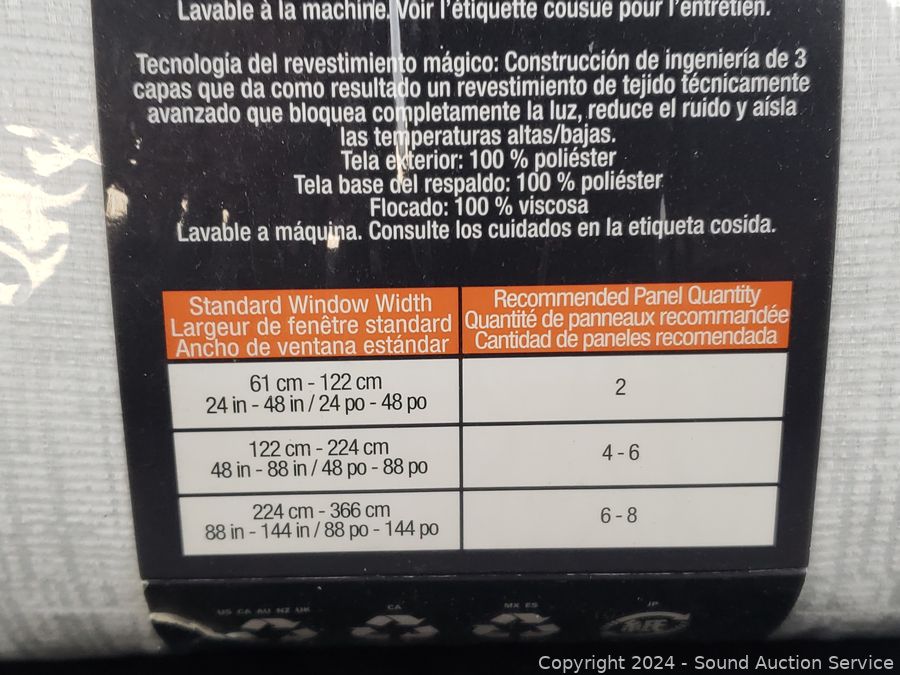 Lavable à la machine. Voir l'étiquette cousue pour l'entretien.
Tecnología del revestimiento mágico: Construcción de ingeniería de 3
capas que da como resultado un revestimiento de tejido técnicamente
avanzado que bloquea completamente la luz, reduce el ruido y aísla
las temperaturas altas/bajas.
Tela exterior: 100 % poliéster
Tela base del respaldo: 100 % poliéster
Flocado: 100 % viscosa
Lavable a máquina. Consulte los cuidados en la etiqueta cosida.
Standard Window Width
Largeur de fenêtre standard
Ancho de ventana estándar
Recommended Panel Quantity
Quantité de panneaux recommandée
Cantidad de paneles recomendada
61 cm - 122 cm
24 in - 48 in / 24 po - 48 po
2
122 cm - 224 cm
48 in - 88 in / 48 po - 88 po
4 - 6
224 cm - 366 cm
88 in - 144 in / 88 po - 144 po
6 - 8
US CA AU NZ UK
CA
MX ES
JP
Copyright 2024 - Sound Auction Service